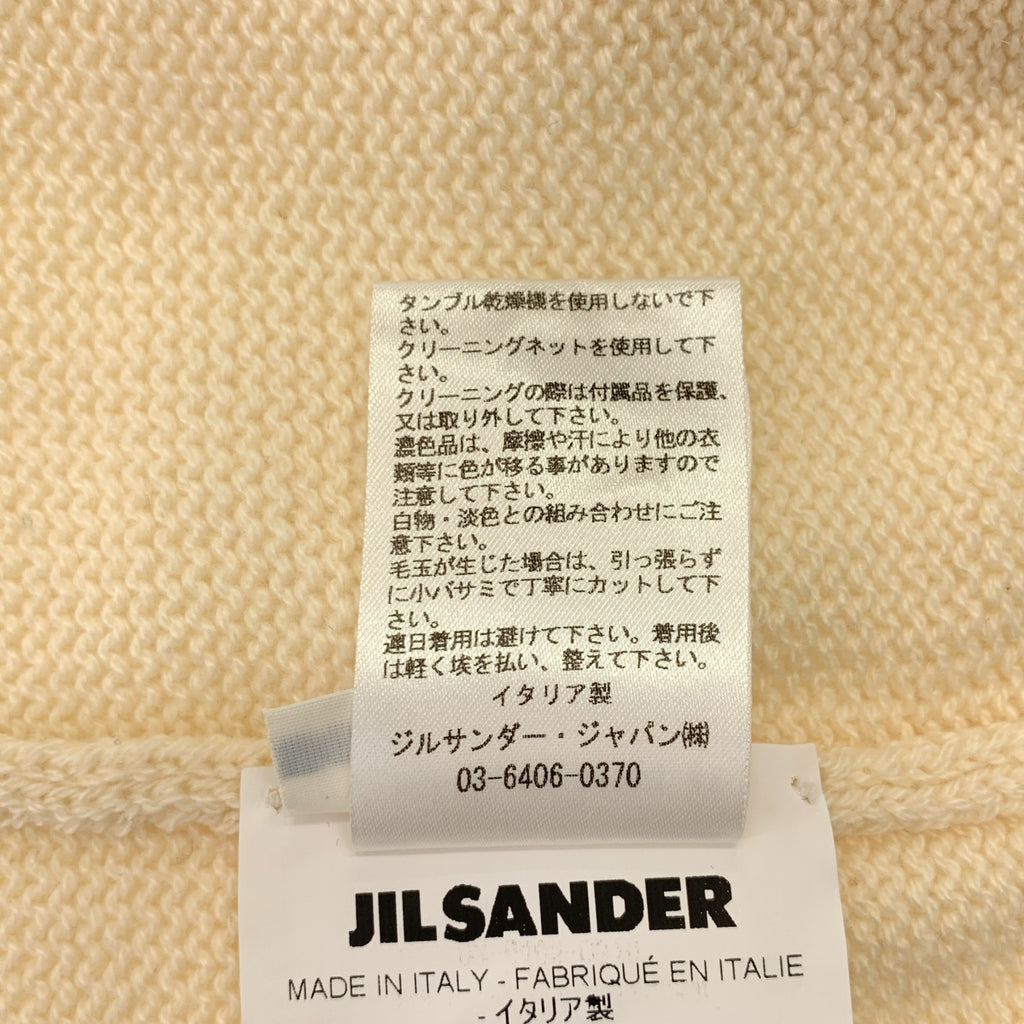 タンブル乾燥機を使用しないで下
さい。
クリーニングネットを使用して下
さい。
クリーニングの際は付属品を保護、
又は取り外して下さい。
濃色品は、摩擦や汗により他の衣
類等に色が移る事がありますので
注意して下さい。
白物・淡色との組み合わせにご注
意下さい。
毛玉が生じた場合は、引っ張らず
に小バサミで丁寧にカットして下
さい。
連日着用は避けて下さい。着用後
は軽く埃を払い、整えて下さい。
イタリア製
ジルサンダー・ジャパン㈱
03-6406-0370
JIL SANDER
MADE IN ITALY - FABRIQUÉ EN ITALIE
- イタリア製